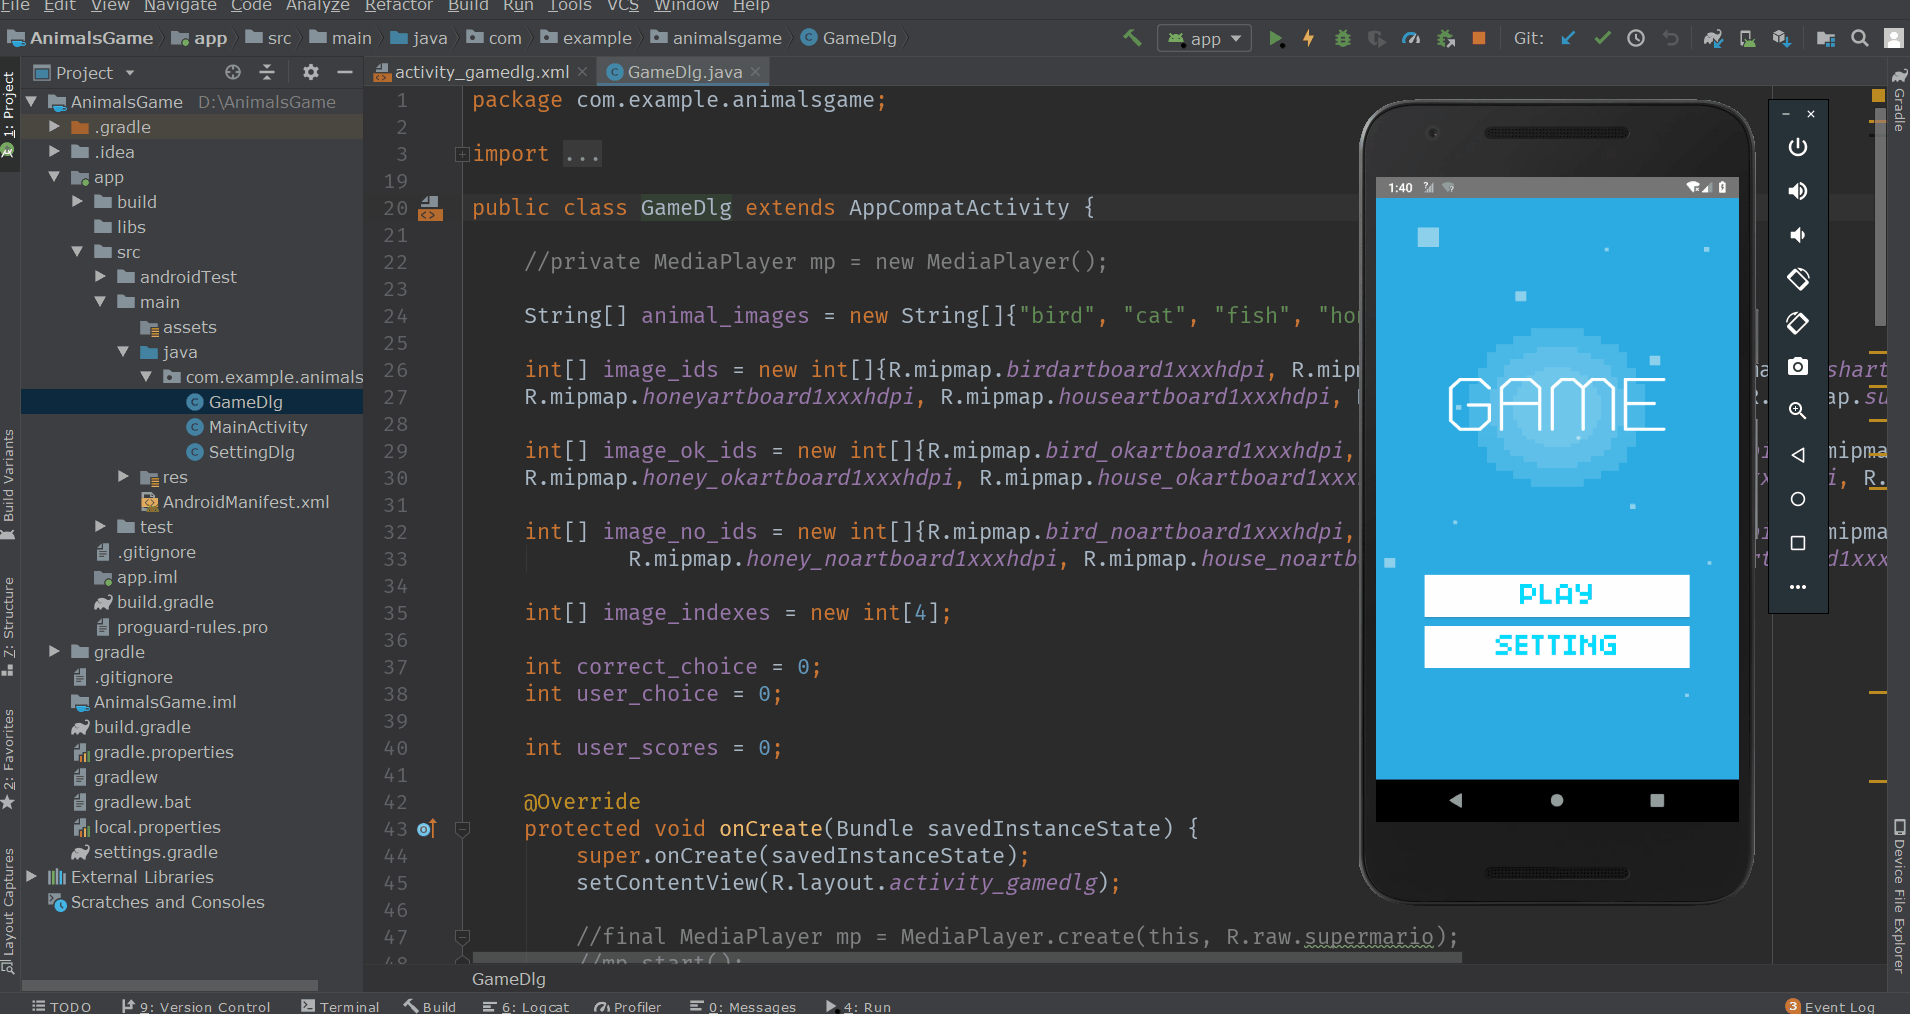 File Edit View Navigate Code Analyze Refactor Build Run Tools VCS Window Help
AnimalsGame app src main java com example animalsgame GameDlg
app
Git:
1: Project
Build Variants
Z: Structure
2: Favorites
Layout Captures
Project
AnimalsGame D:\AnimalsGame
.gradle
.idea
app
build
libs
src
androidTest
main
assets
java
com.example.animals
GameDlg
MainActivity
SettingDlg
res
AndroidManifest.xml
test
.gitignore
app.iml
build.gradle
proguard-rules.pro
gradle
.gitignore
AnimalsGame.iml
build.gradle
gradle.properties
gradlew
gradlew.bat
local.properties
settings.gradle
External Libraries
Scratches and Consoles
activity_gamedlg.xml GameDlg.java
1 package com.example.animalsgame;
2
3 import ...
19
20 public class GameDlg extends AppCompatActivity {
21
22 //private MediaPlayer mp = new MediaPlayer();
23
24 String[] animal_images = new String[]{"bird", "cat", "fish", "hon
25
26 int[] image_ids = new int[]{R.mipmap.birdartboard1xxxhdpi, R.mip
27 R.mipmap.honeyartboard1xxxhdpi, R.mipmap.houseartboard1xxxhdpi,
28
29 int[] image_ok_ids = new int[]{R.mipmap.bird_okartboard1xxxhdpi,
30 R.mipmap.honey_okartboard1xxxhdpi, R.mipmap.house_okartboard1xxx
31
32 int[] image_no_ids = new int[]{R.mipmap.bird_noartboard1xxxhdpi,
33 R.mipmap.honey_noartboard1xxxhdpi, R.mipmap.house_noartb
34
35 int[] image_indexes = new int[4];
36
37 int correct_choice = 0;
38 int user_choice = 0;
39
40 int user_scores = 0;
41
42 @Override
43 protected void onCreate(Bundle savedInstanceState) {
44 super.onCreate(savedInstanceState);
45 setContentView(R.layout.activity_gamedlg);
46
47 //final MediaPlayer mp = MediaPlayer.create(this, R.raw.supermario);
48 //mp.start();
GameDlg
1:40
GAME
PLAY
SETTING
Gradle
Device File Explorer
TODO 9: Version Control Terminal Build 6: Logcat Profiler 0: Messages 4: Run
3 Event Log